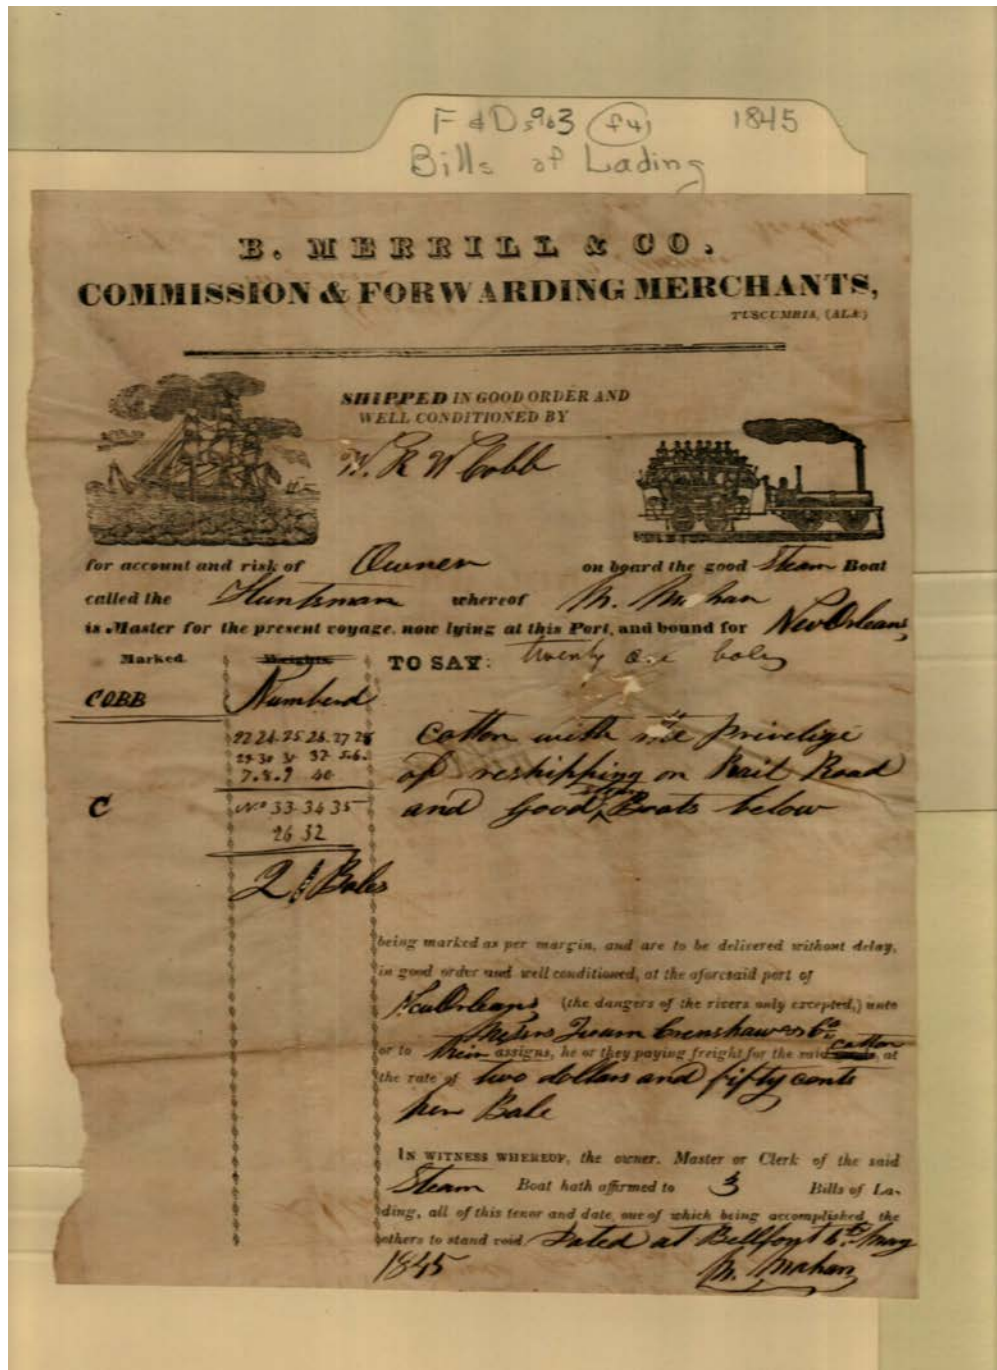 F & D 903 (f4) 1845
Bills of Lading
B. MERRILL & CO.
COMMISSION & FORWARDING MERCHANTS,
TUSCUMBIA, (ALA.)
SHIPPED IN GOOD ORDER AND
WELL CONDITIONED BY
W. R. W Cobb
for account and risk of Owner on board the good Steam Boat
called the Huntsman whereof M. Mahan
is Master for the present voyage, now lying at this Port, and bound for New Orleans
Marked. Weights. TO SAY: twenty one bales
COBB Numberd
24 25 26 27 28 Cotton with the Privelige
29 30 31 37 5.6. of reshipping on Rail Road
7.8.9 40
C No 33 34 35 and Good Steam Boats below
26 32
21 Bales
being marked as per margin, and are to be delivered without delay,
in good order and well conditioned, at the aforesaid port of
New Orleans (the dangers of the rivers only excepted,) unto
Messrs Crenshaw & Co
or to their assigns, he or they paying freight for the said cotton, at
the rate of two dollars and fifty cents
per Bale
IN WITNESS WHEREOF, the owner, Master or Clerk of the said
Steam Boat hath affirmed to 3 Bills of La-
ding, all of this tenor and date, one of which being accomplished, the
others to stand void. Dated at Bellfont 6th May
1845 M. Mahan